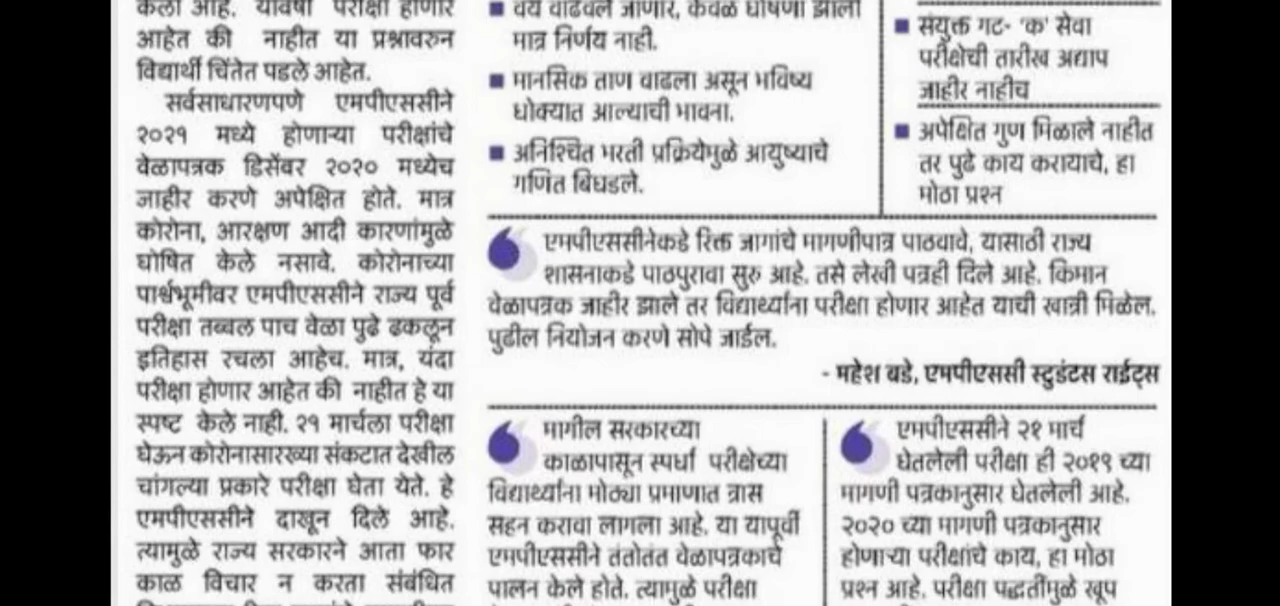 केली आहे. यावर्षी परीक्षा होणार
आहेत की नाहीत या प्रश्नावरुन
विद्यार्थी चिंतेत पडले आहेत.
सर्वसाधारणपणे एमपीएससीने
२०२१ मध्ये होणाऱ्या परीक्षांचे
वेळापत्रक डिसेंबर २०२० मध्येच
जाहीर करणे अपेक्षित होते. मात्र
कोरोना, आरक्षण आदी कारणांमुळे
घोषित केले नसावे. कोरोनाच्या
पार्श्वभूमीवर एमपीएससीने राज्य पूर्व
परीक्षा तब्बल पाच वेळा पुढे ढकलून
इतिहास रचला आहेच. मात्र, यंदा
परीक्षा होणार आहेत की नाहीत हे या
स्पष्ट केले नाही. २१ मार्चला परीक्षा
घेऊन कोरोनासारख्या संकटात देखील
चांगल्या प्रकारे परीक्षा घेता येते. हे
एमपीएससीने दाखून दिले आहे.
त्यामुळे राज्य सरकारने आता फार
काळ विचार न करता संबंधित
वय वाढवले जाणार, केवळ घोषणा झाली
मात्र निर्णय नाही.
मानसिक ताण वाढला असून भविष्य
धोक्यात आल्याची भावना.
अनिश्चित भरती प्रक्रियेमुळे आयुष्याचे
गणित बिघडले.
संयुक्त गट- 'क' सेवा
परीक्षेची तारीख अद्याप
जाहीर नाहीच
अपेक्षित गुण मिळाले नाहीत
तर पुढे काय करायाचे, हा
मोठा प्रश्न
एमपीएससीनेकडे रिक्त जागांचे मागणीपात्र पाठवावे, यासाठी राज्य
शासनाकडे पाठपुरावा सुरु आहे. तसे लेखी पत्रही दिले आहे. किमान
वेळापत्रक जाहीर झाले तर विद्यार्थ्यांना परीक्षा होणार आहेत याची खात्री मिळेल.
पुढील नियोजन करणे सोपे जाईल.
- महेश बडे, एमपीएससी स्टुडंटस राईट्स
मागील सरकारच्या
काळापासून स्पर्धा परीक्षेच्या
विद्यार्थ्यांना मोठ्या प्रमाणात त्रास
सहन करावा लागला आहे. या यापूर्वी
एमपीएससीने तंतोतंत वेळापत्रकाचे
पालन केले होते. त्यामुळे परीक्षा
एमपीएससीने २१ मार्च
घेतलेली परीक्षा ही २०१९ च्या
मागणी पत्रकानुसार घेतलेली आहे.
२०२० च्या मागणी पत्रकानुसार
होणाऱ्या परीक्षांचे काय, हा मोठा
प्रश्न आहे. परीक्षा पद्धतींमुळे खूप